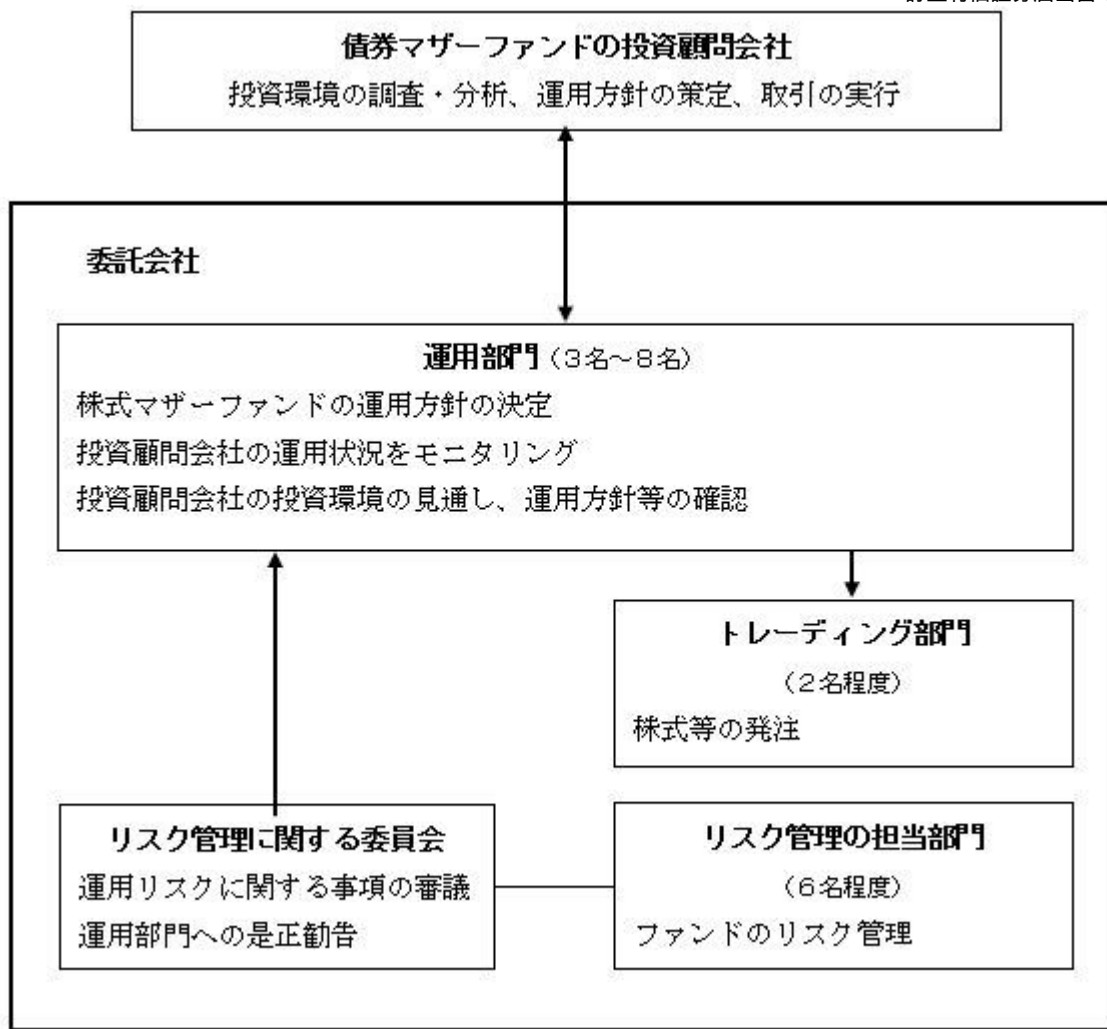 債券マザーファンドの投資顧問会社
投資環境の調査・分析、運用方針の策定、取引の実行
委託会社
運用部門（３名～８名）
株式マザーファンドの運用方針の決定
投資顧問会社の運用状況をモニタリング
投資顧問会社の投資環境の見通し、運用方針等の確認
トレーディング部門
（２名程度）
株式等の発注
リスク管理に関する委員会
運用リスクに関する事項の審議
運用部門への是正勧告
リスク管理の担当部門
（６名程度）
ファンドのリスク管理